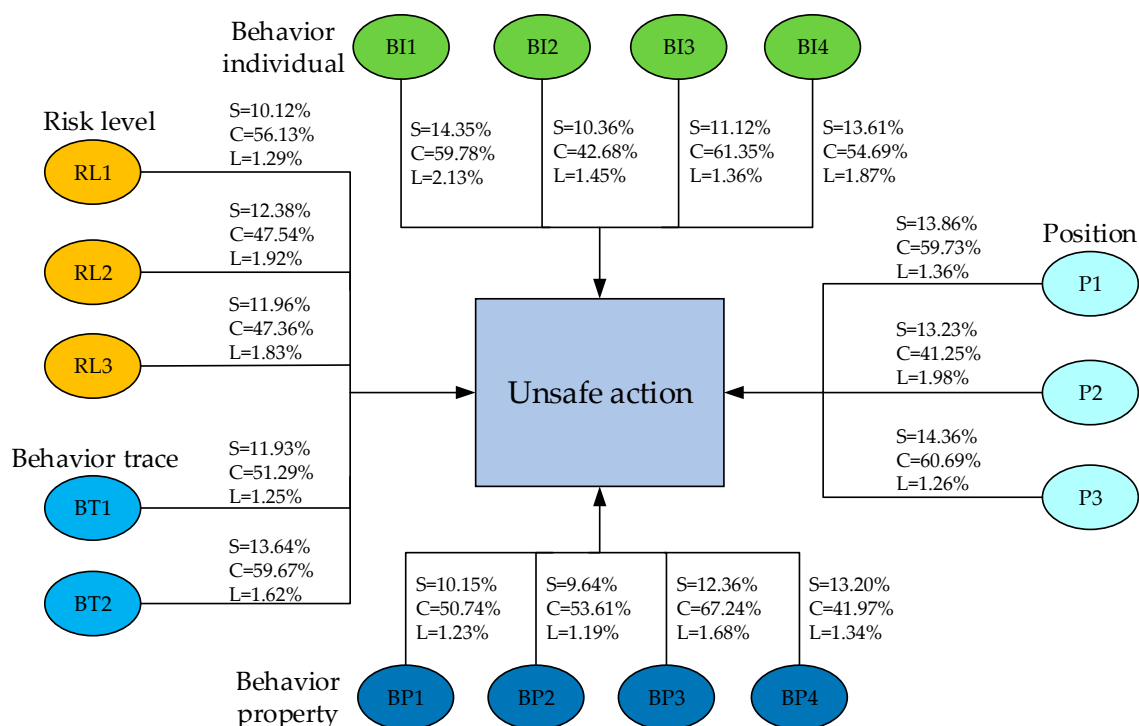 Behavior
individual
BI1
BI2
BI3
BI4
S=14.35%
C=59.78%
L=2.13%
S=10.36%
C=42.68%
L=1.45%
S=11.12%
C=61.35%
L=1.36%
S=13.61%
C=54.69%
L=1.87%
Risk level
RL1
S=10.12%
C=56.13%
L=1.29%
RL2
S=12.38%
C=47.54%
L=1.92%
RL3
S=11.96%
C=47.36%
L=1.83%
Behavior trace
BT1
S=11.93%
C=51.29%
L=1.25%
BT2
S=13.64%
C=59.67%
L=1.62%
Unsafe action
Position
S=13.86%
C=59.73%
L=1.36%
P1
S=13.23%
C=41.25%
L=1.98%
P2
S=14.36%
C=60.69%
L=1.26%
P3
S=10.15%
C=50.74%
L=1.23%
S=9.64%
C=53.61%
L=1.19%
S=12.36%
C=67.24%
L=1.68%
S=13.20%
C=41.97%
L=1.34%
Behavior
property
BP1
BP2
BP3
BP4